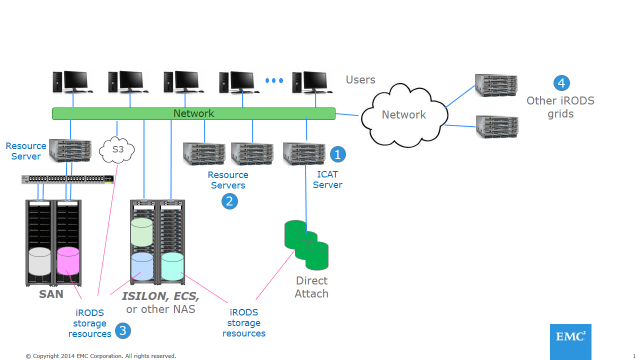 Users
Network
Network
4
Other iRODS
grids
Resource
Server
S3
1
ICAT
Server
Resource
Servers
2
SAN
ISILON, ECS,
or other NAS
Direct
Attach
iRODS
storage
resources
3
iRODS
storage
resources
EMC²
© Copyright 2014 EMC Corporation. All rights reserved.
1